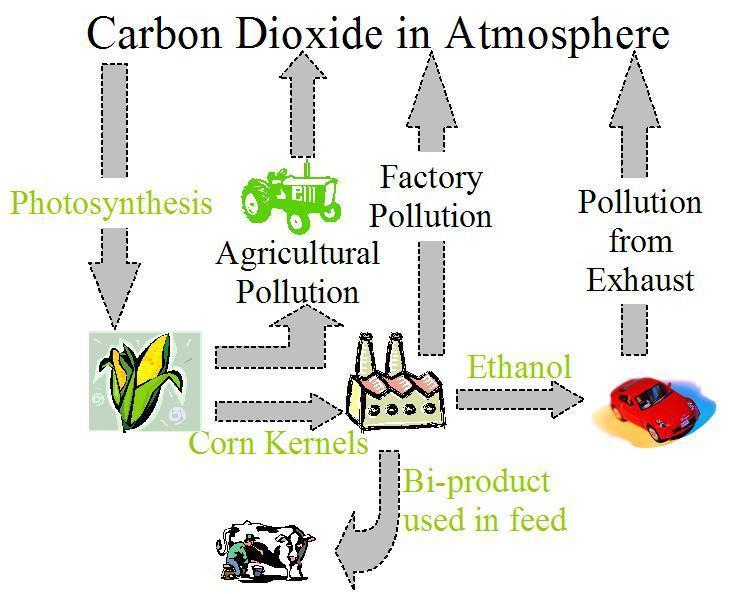 Carbon Dioxide in Atmosphere
Photosynthesis
Agricultural
Pollution
Factory
Pollution
Pollution
from
Exhaust
Corn Kernels
Ethanol
Bi-product
used in feed